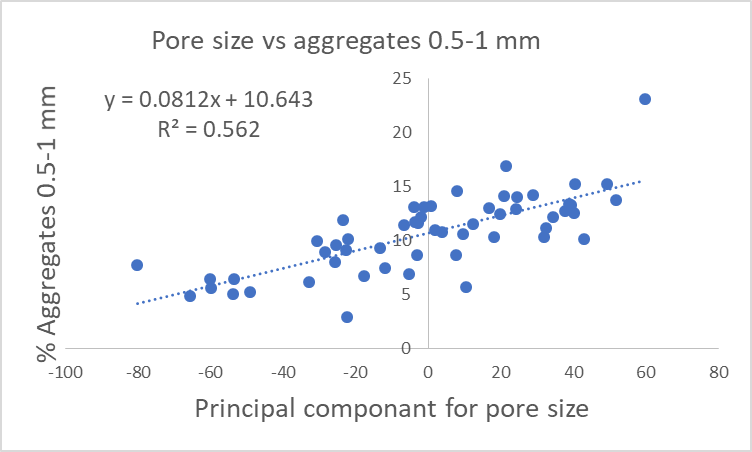 Pore size vs aggregates 0.5-1 mm
y = 0.0812x + 10.643
R² = 0.562
% Aggregates 0.5-1 mm
25
20
15
10
5
0
-100 -80 -60 -40 -20 0 20 40 60 80
Principal componant for pore size